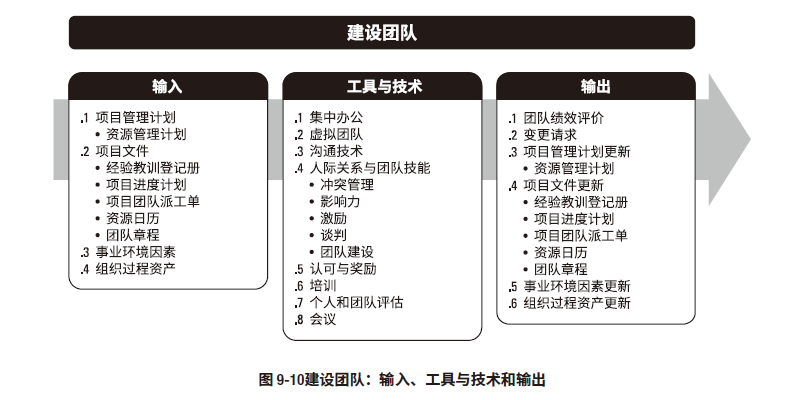 建设团队
输入
.1 项目管理计划
• 资源管理计划
.2 项目文件
• 经验教训登记册
• 项目进度计划
• 项目团队派工单
• 资源日历
• 团队章程
.3 事业环境因素
.4 组织过程资产
工具与技术
.1 集中办公
.2 虚拟团队
.3 沟通技术
.4 人际关系与团队技能
• 冲突管理
• 影响力
• 激励
• 谈判
• 团队建设
.5 认可与奖励
.6 培训
.7 个人和团队评估
.8 会议
输出
.1 团队绩效评价
.2 变更请求
.3 项目管理计划更新
• 资源管理计划
.4 项目文件更新
• 经验教训登记册
• 项目进度计划
• 项目团队派工单
• 资源日历
• 团队章程
.5 事业环境因素更新
.6 组织过程资产更新
图 9-10建设团队：输入、工具与技术和输出